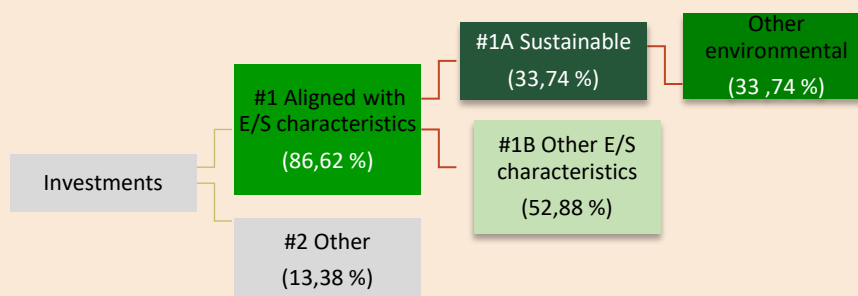 Investments
#1 Aligned with
E/S characteristics
(86,62 %)
#2 Other
(13,38 %)
#1A Sustainable
(33,74 %)
#1B Other E/S
characteristics
(52,88 %)
Other
environmental
(33 ,74 %)